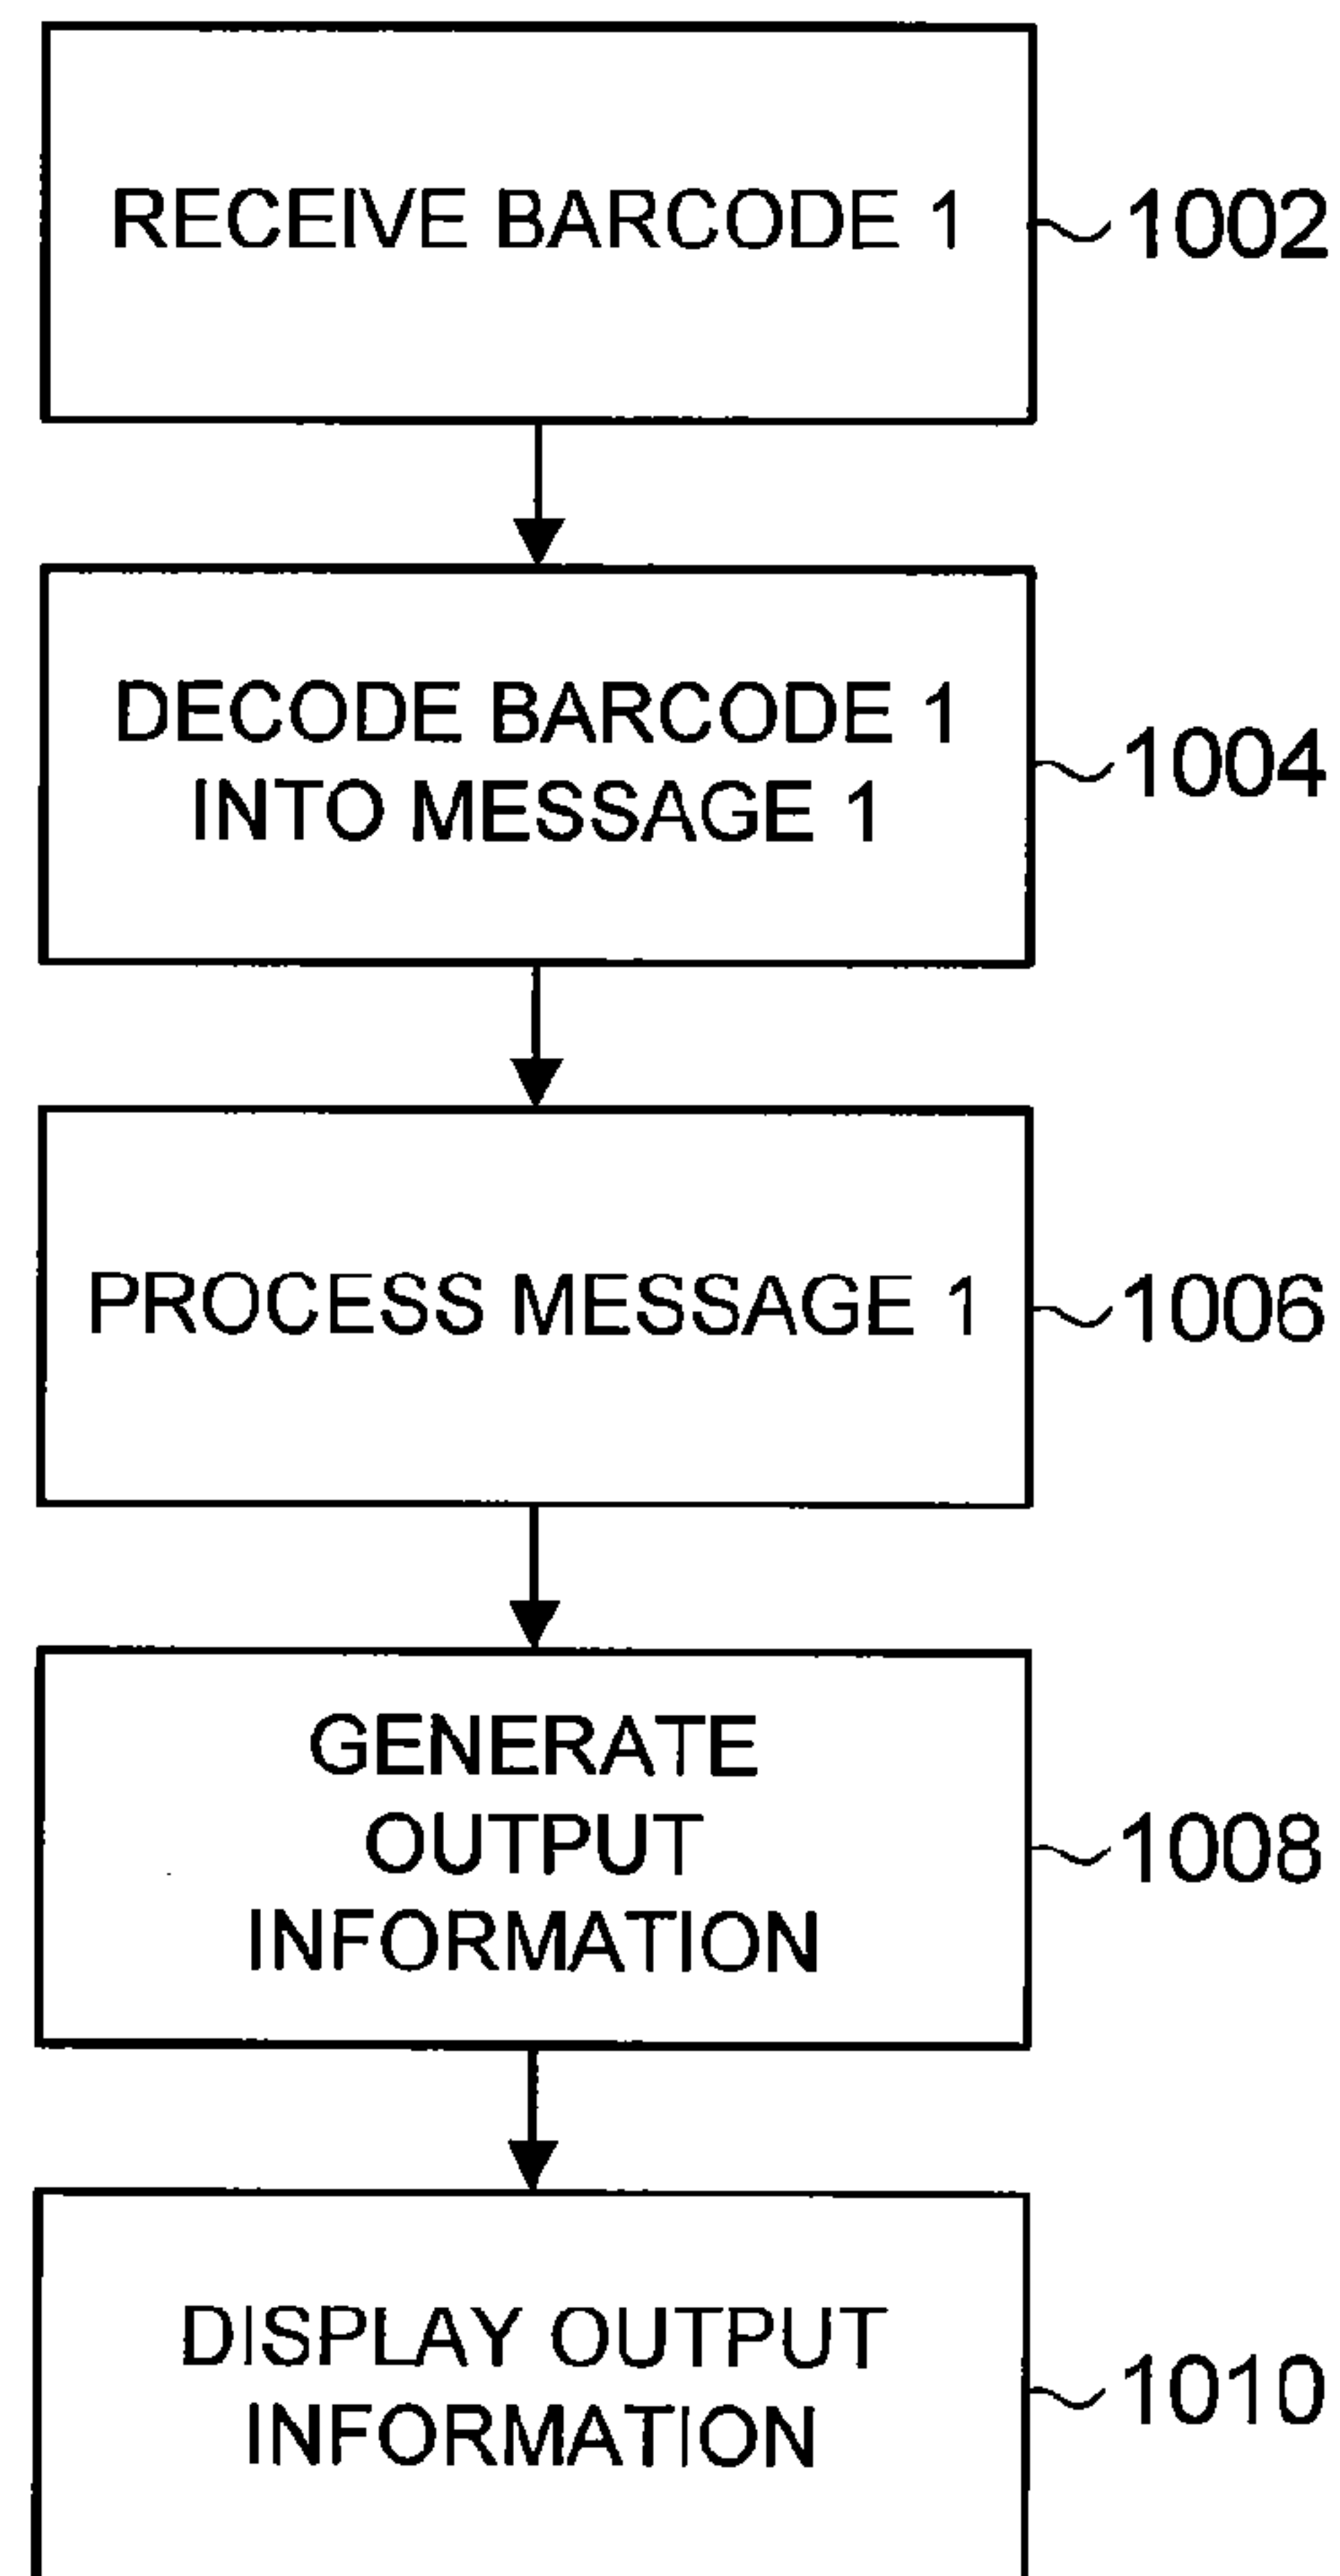 RECEIVE BARCODE 1
1002
DECODE BARCODE 1
INTO MESSAGE 1
1004
PROCESS MESSAGE 1
1006
GENERATE
OUTPUT
INFORMATION
1008
DISPLAY OUTPUT
INFORMATION
1010